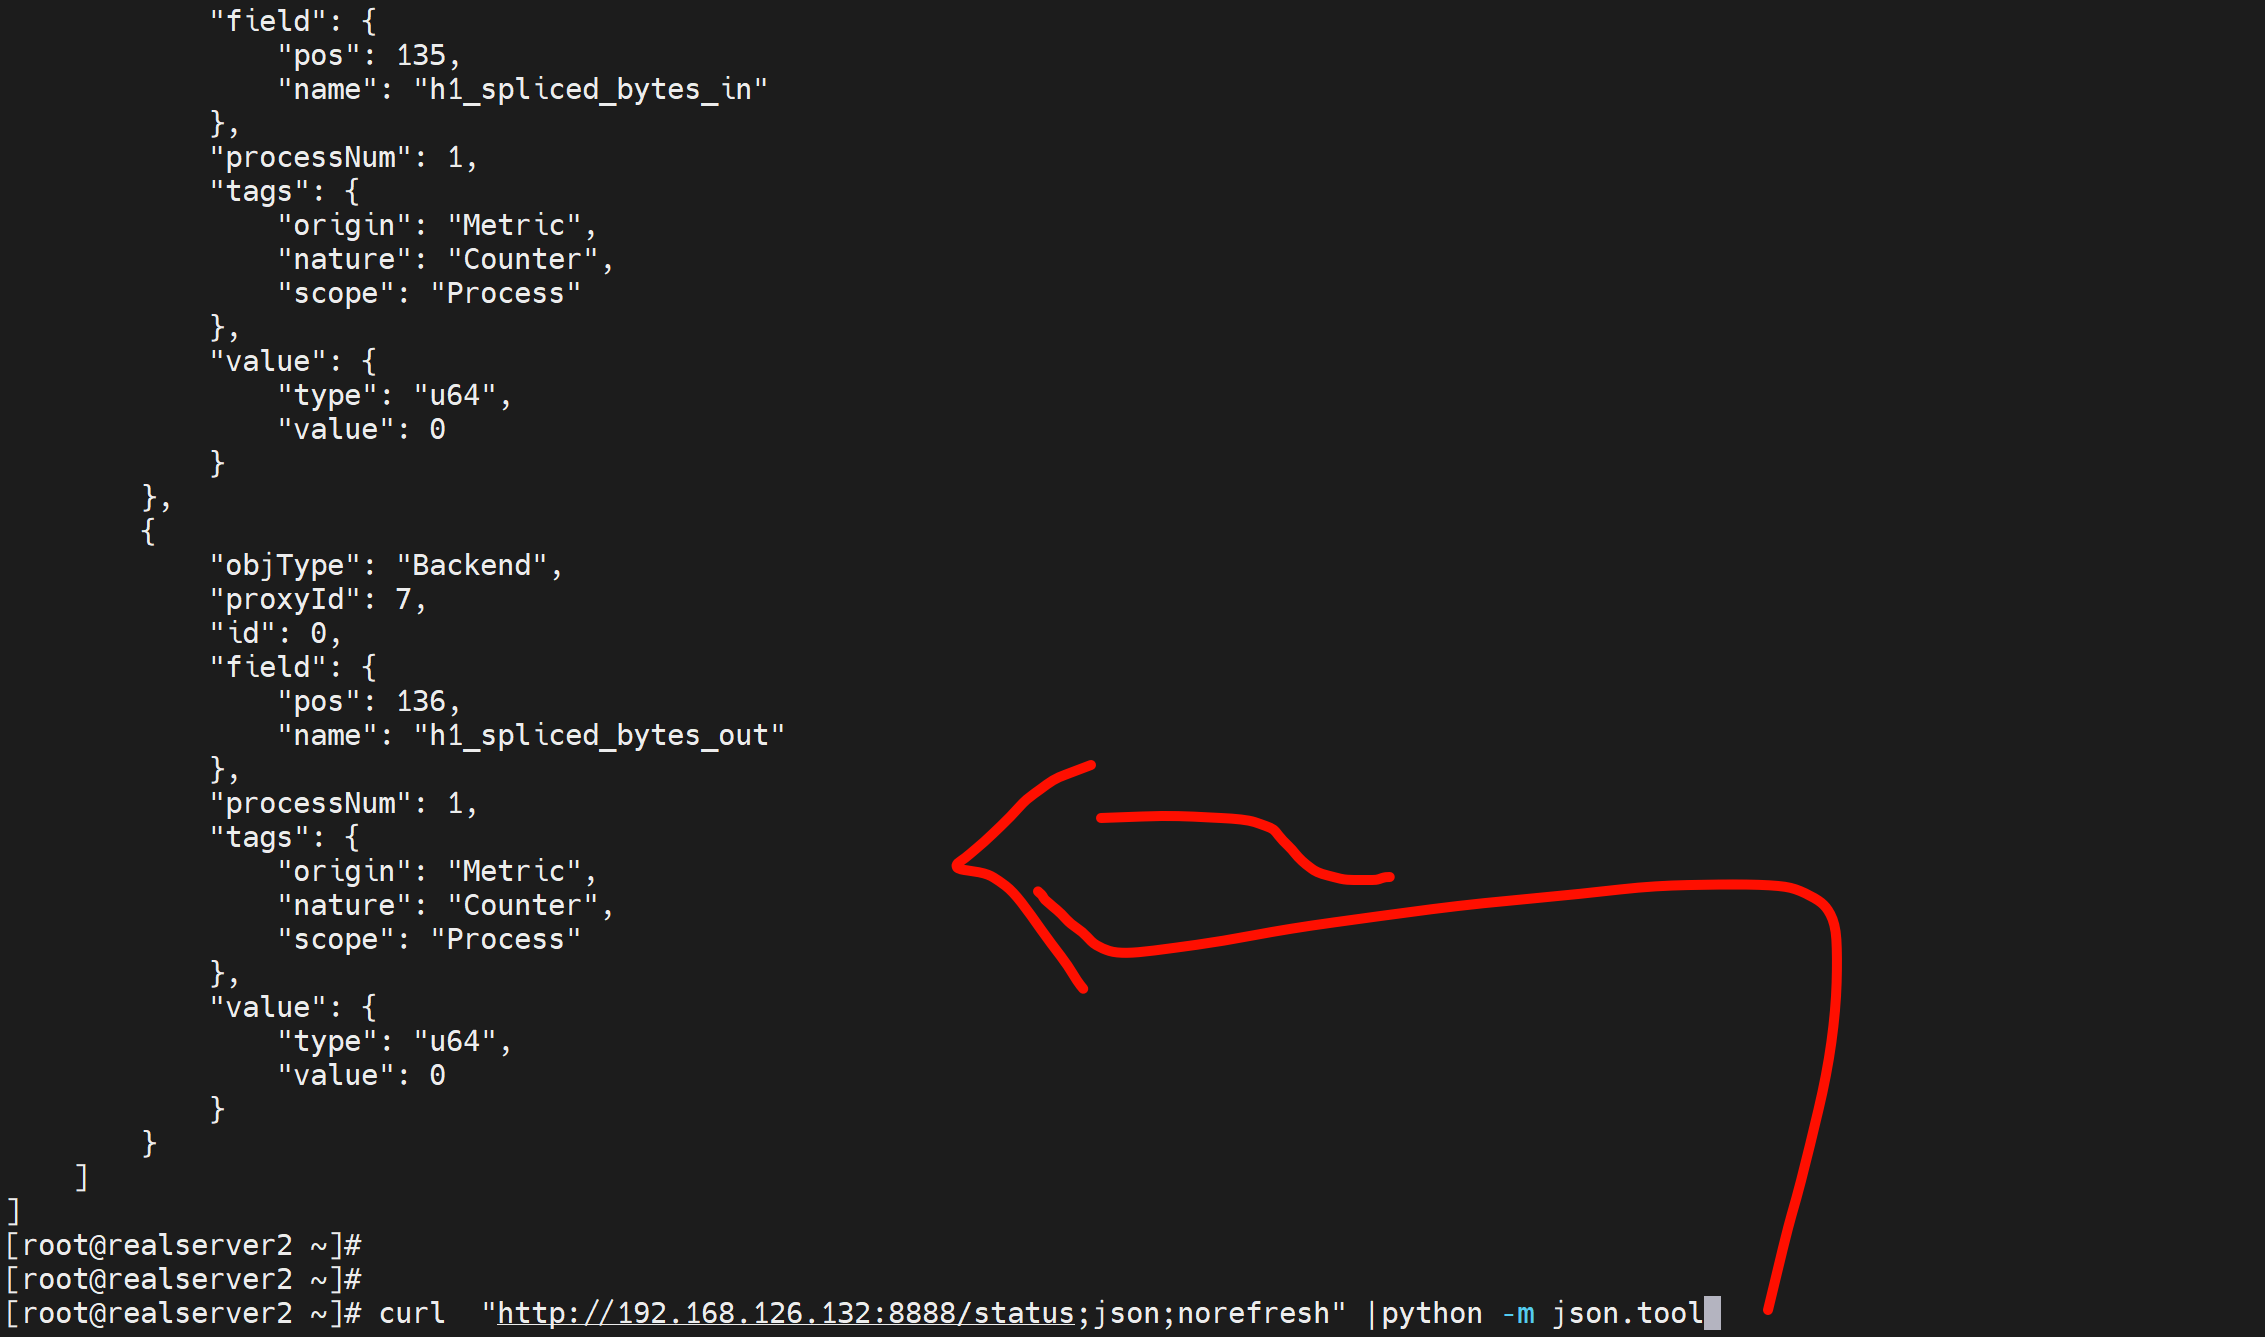 "field": {
"pos": 135,
"name": "h1_spliced_bytes_in"
},
"processNum": 1,
"tags": {
"origin": "Metric",
"nature": "Counter",
"scope": "Process"
},
"value": {
"type": "u64",
"value": 0
}
},
{
"objType": "Backend",
"proxyId": 7,
"id": 0,
"field": {
"pos": 136,
"name": "h1_spliced_bytes_out"
},
"processNum": 1,
"tags": {
"origin": "Metric",
"nature": "Counter",
"scope": "Process"
},
"value": {
"type": "u64",
"value": 0
}
}
]
]
[root@realserver2 ~]#
[root@realserver2 ~]#
[root@realserver2 ~]# curl  "http://192.168.126.132:8888/status;json;norefresh" |python -m json.tool